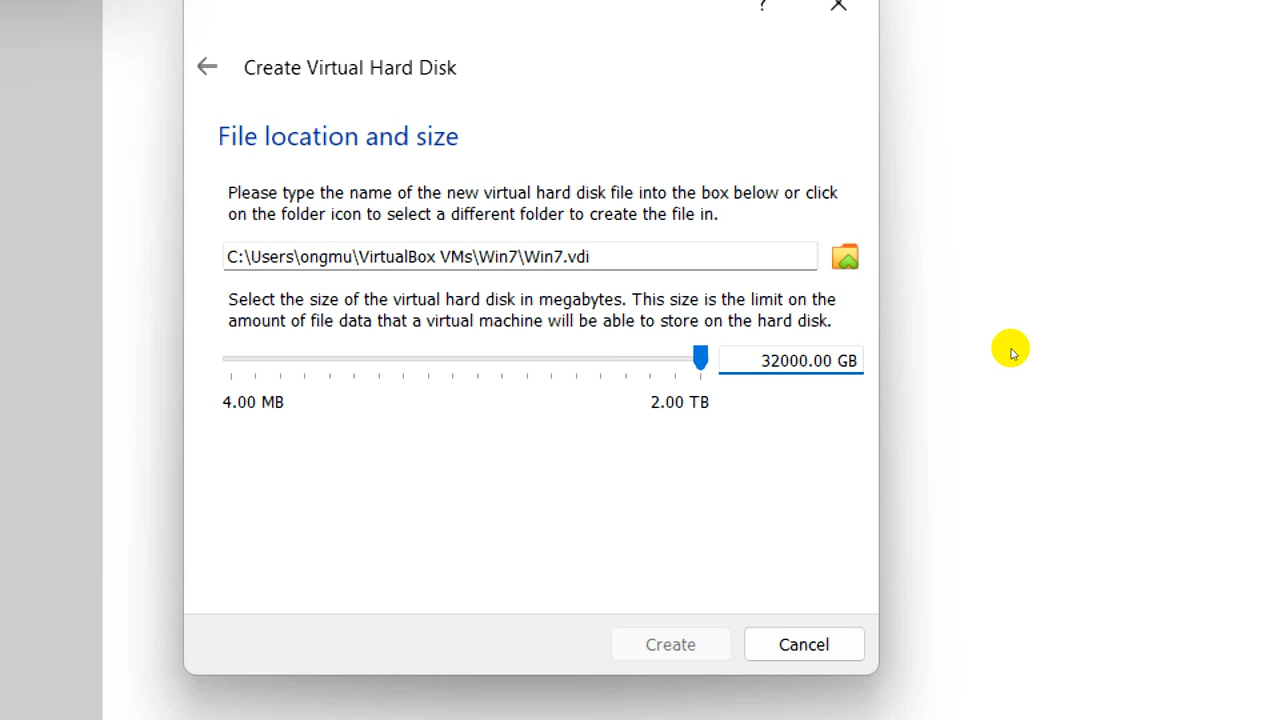 ?
Create Virtual Hard Disk
File location and size
Please type the name of the new virtual hard disk file into the box below or click
on the folder icon to select a different folder to create the file in.
C:\Users\ongmu\VirtualBox VMs\Win7\Win7.vdi
Select the size of the virtual hard disk in megabytes. This size is the limit on the
amount of file data that a virtual machine will be able to store on the hard disk.
32000.00 GB
4.00 MB 2.00 TB
Create Cancel